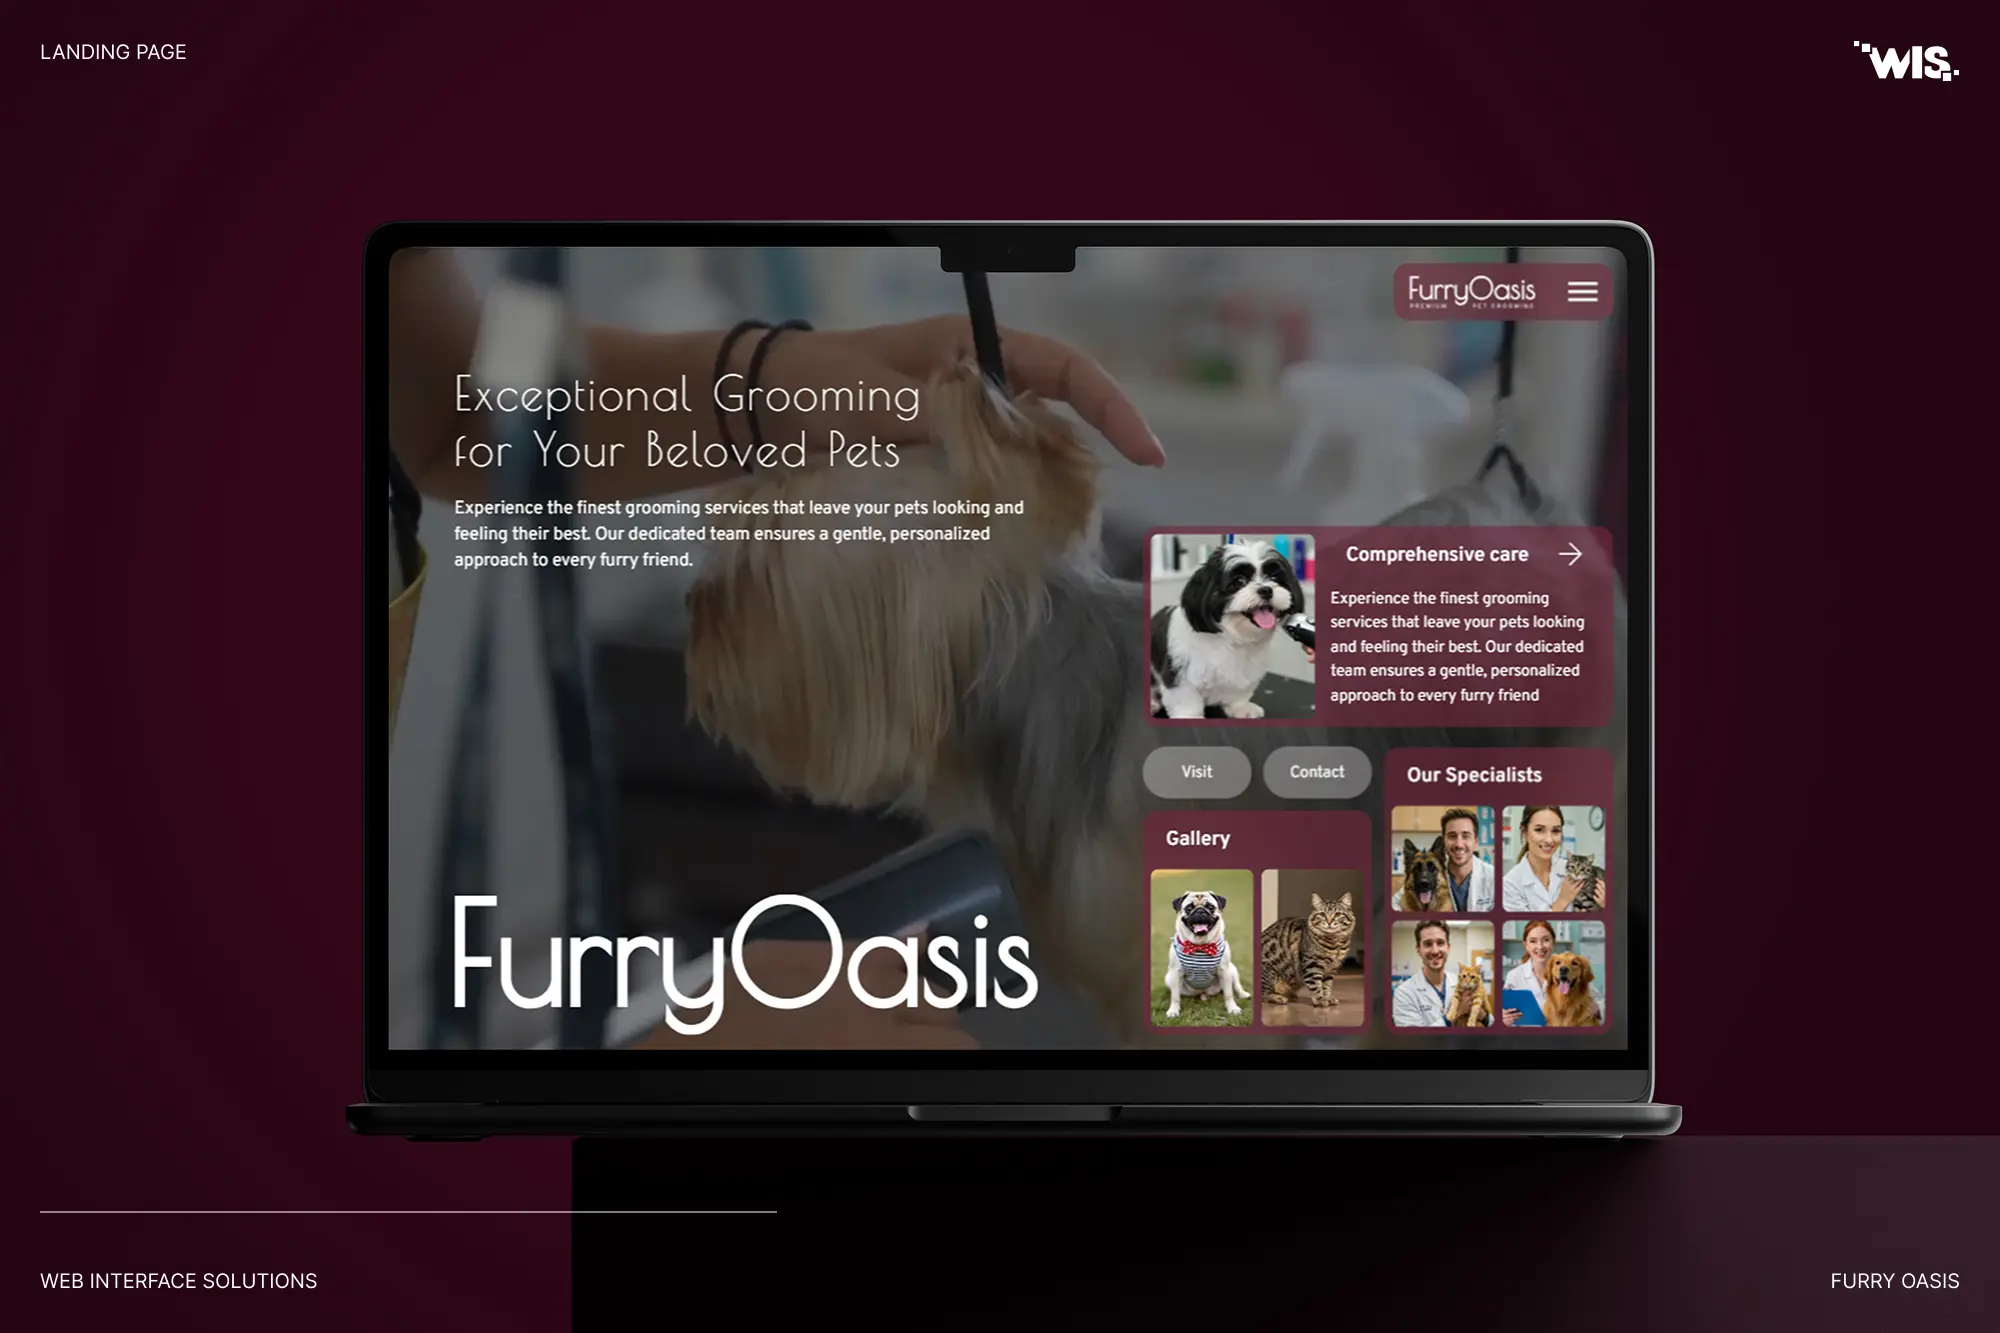 LANDING PAGE
WIS.
FurryOasis
PREMIUM PET GROOMING
Exceptional Grooming
for Your Beloved Pets
Experience the finest grooming services that leave your pets looking and
feeling their best. Our dedicated team ensures a gentle, personalized
approach to every furry friend.
Comprehensive care
Experience the finest grooming
services that leave your pets looking
and feeling their best. Our dedicated
team ensures a gentle, personalized
approach to every furry friend
Visit
Contact
Our Specialists
Gallery
FurryOasis
WEB INTERFACE SOLUTIONS
FURRY OASIS